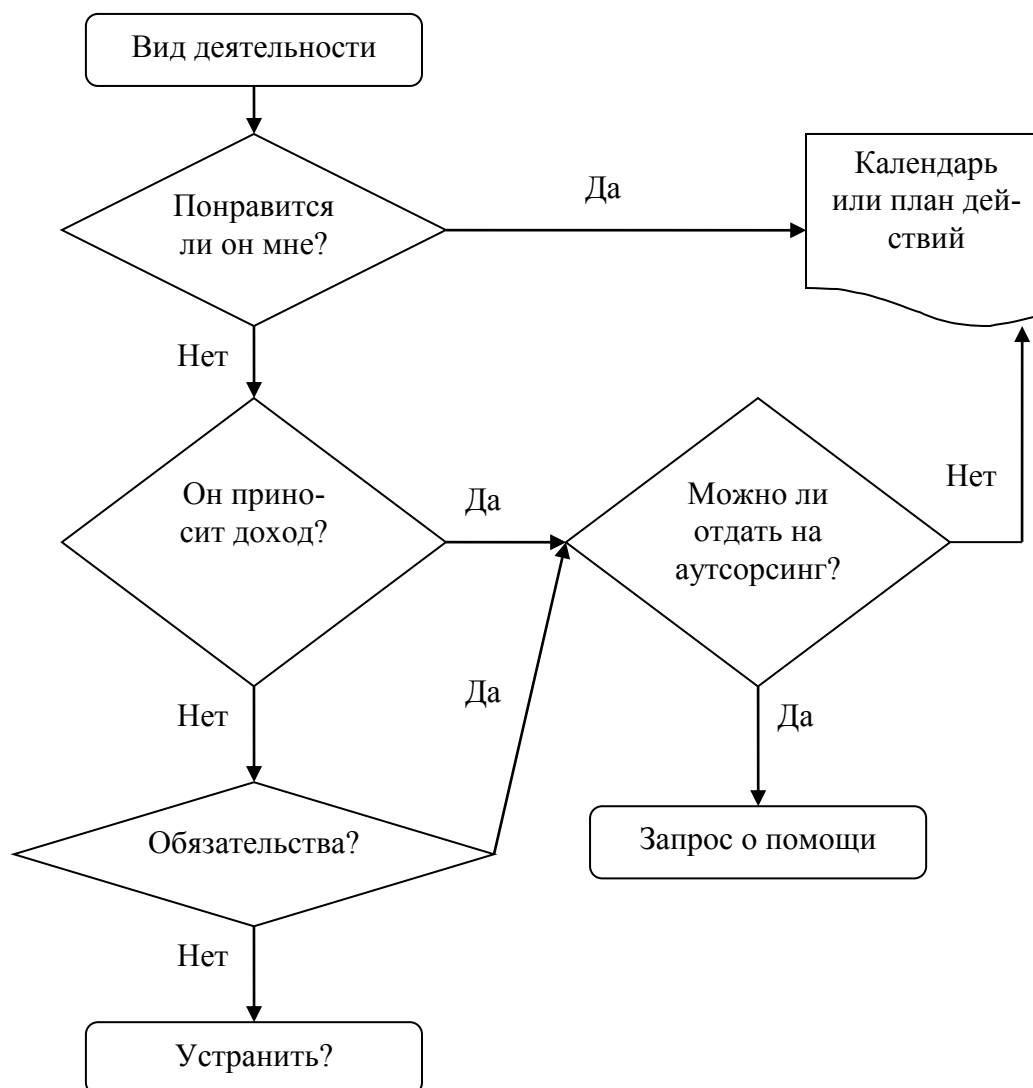 Вид деятельности
Понравится
ли он мне?
Да
Календарь
или план дей-
ствий
Нет
Он прино-
сит доход?
Да
Можно ли
отдать на
аутсорсинг?
Нет
Нет
Да
Да
Обязательства?
Запрос о помощи
Нет
Устранить?